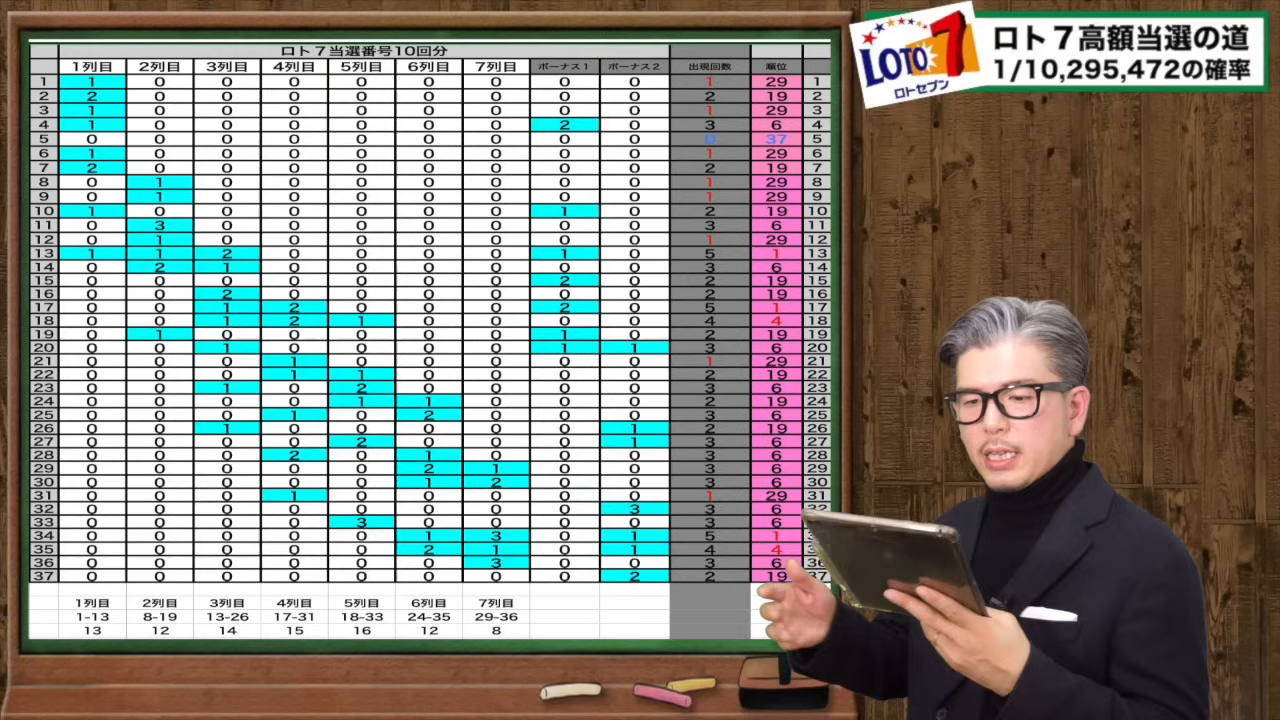 LOTO 7
ロトセブン
ロト7高額当選の道
1/10,295,472の確率
ロト7当選番号10回分
1列目 2列目 3列目 4列目 5列目 6列目 7列目 ボーナス1 ボーナス2 出現回数 順位
1 1 0 0 0 0 0 0 0 0 1 29 1
2 2 0 0 0 0 0 0 0 0 2 19 2
3 1 0 0 0 0 0 0 0 0 1 29 3
4 1 0 0 0 0 0 0 2 0 3 6 4
5 0 0 0 0 0 0 0 0 0 0 37 5
6 1 0 0 0 0 0 0 0 0 1 29 6
7 2 0 0 0 0 0 0 0 0 2 19 7
8 0 1 0 0 0 0 0 0 0 1 29 8
9 0 1 0 0 0 0 0 0 0 1 29 9
10 1 0 0 0 0 0 0 1 0 2 19 10
11 0 3 0 0 0 0 0 0 0 3 6 11
12 0 1 0 0 0 0 0 0 0 1 29 12
13 1 1 2 0 0 0 0 1 0 5 1 13
14 0 2 1 0 0 0 0 0 0 3 6 14
15 0 0 0 0 0 0 0 2 0 2 19 15
16 0 0 2 0 0 0 0 0 0 2 19 16
17 0 0 1 2 0 0 0 2 0 5 1 17
18 0 0 1 2 1 0 0 0 0 4 4 18
19 0 1 0 0 0 0 0 1 0 2 19 19
20 0 0 1 0 0 0 0 1 1 3 6 20
21 0 0 0 1 0 0 0 0 0 1 29 21
22 0 0 0 1 1 0 0 0 0 2 19 22
23 0 0 1 0 2 0 0 0 0 3 6 23
24 0 0 0 0 1 1 0 0 0 2 19 24
25 0 0 0 1 0 2 0 0 0 3 6 25
26 0 0 1 0 0 0 0 0 1 2 19 26
27 0 0 0 0 2 0 0 0 1 3 6 27
28 0 0 0 2 0 1 0 0 0 3 6 28
29 0 0 0 0 0 2 1 0 0 3 6 29
30 0 0 0 0 0 1 2 0 0 3 6 30
31 0 0 0 1 0 0 0 0 0 1 29 31
32 0 0 0 0 0 0 0 0 3 3 6 32
33 0 0 0 0 3 0 0 0 0 3 6
34 0 0 0 0 0 1 3 0 1 5 1
35 0 0 0 0 0 2 1 0 1 4 4
36 0 0 0 0 0 0 3 0 0 3 6 36
37 0 0 0 0 0 0 0 0 2 2 19 37
1列目 2列目 3列目 4列目 5列目 6列目 7列目
1-13 8-19 13-26 17-31 18-33 24-35 29-36
13 12 14 15 16 12 8